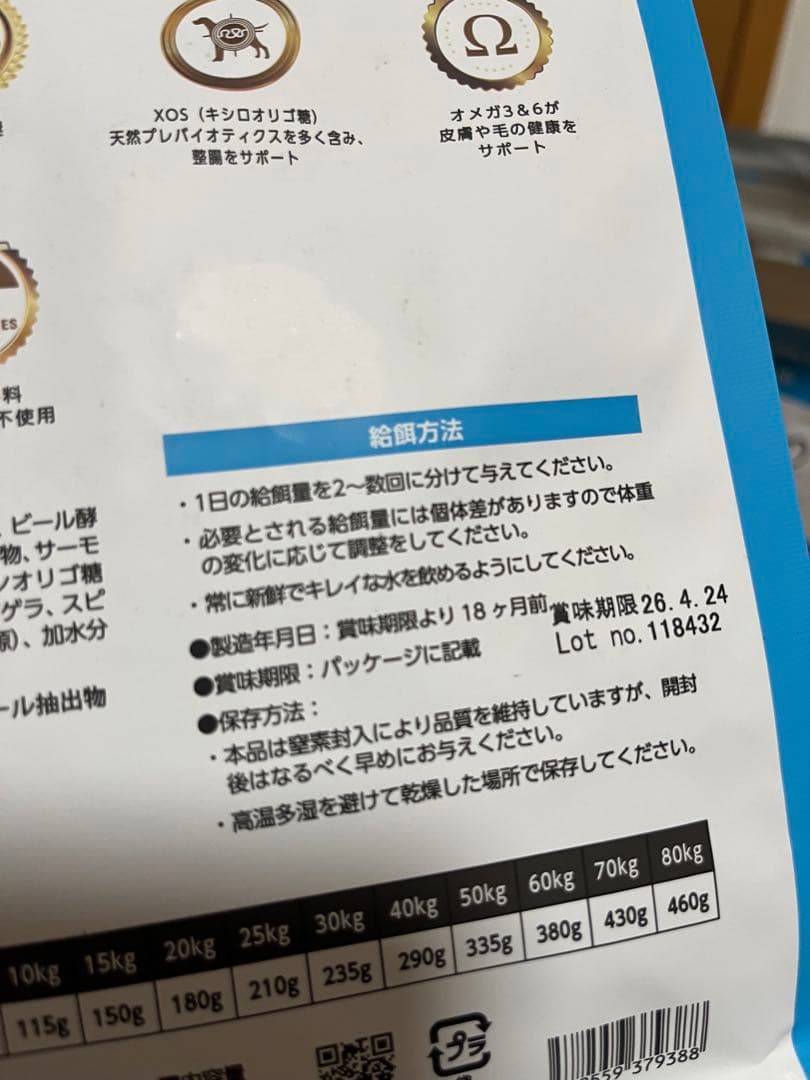 XOS（キシロオリゴ糖)
天然プレバイオティクスを多く含み、
整腸をサポート
Ω
オメガ3＆6が
皮膚や毛の健康を
サポート
ES
料
不使用
給餌方法
・1日の給餌量を2〜数回に分けて与えてください。
・必要とされる給餌量には個体差がありますので体重
の変化に応じて調整をしてください。
・常に新鮮でキレイな水を飲めるようにしてください。
●製造年月日：賞味期限より 18 ヶ月前
賞味期限26.4.24
●賞味期限：パッケージに記載
Lot no.118432
●保存方法：
・本品は窒素封入により品質を維持していますが、開封
後はなるべく早めにお与えください。
・高温多湿を避けて乾燥した場所で保存してください。
、ビール酵
物、サーモ
オリゴ糖
ゲラ、スピ
、加水分
ール抽出物
10kg 15kg 20kg 25kg 30kg 40kg 50kg 60kg 70kg 80kg
115g 150g 180g 210g 235g 290g 335g 380g 430g 460g
プラ
559 379388